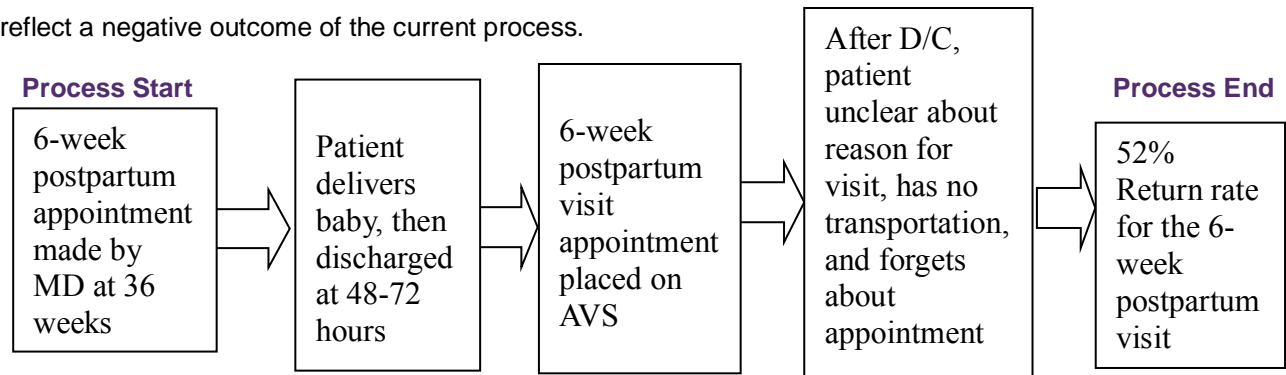 reflect a negative outcome of the current process.
Process Start
6-week
postpartum
appointment
made by
MD at 36
weeks
Patient
delivers
baby, then
discharged
at 48-72
hours
6-week
postpartum
visit
appointment
placed on
AVS
After D/C,
patient
unclear about
reason for
visit, has no
transportation,
and forgets
about
appointment
Process End
52%
Return rate
for the 6-
week
postpartum
visit